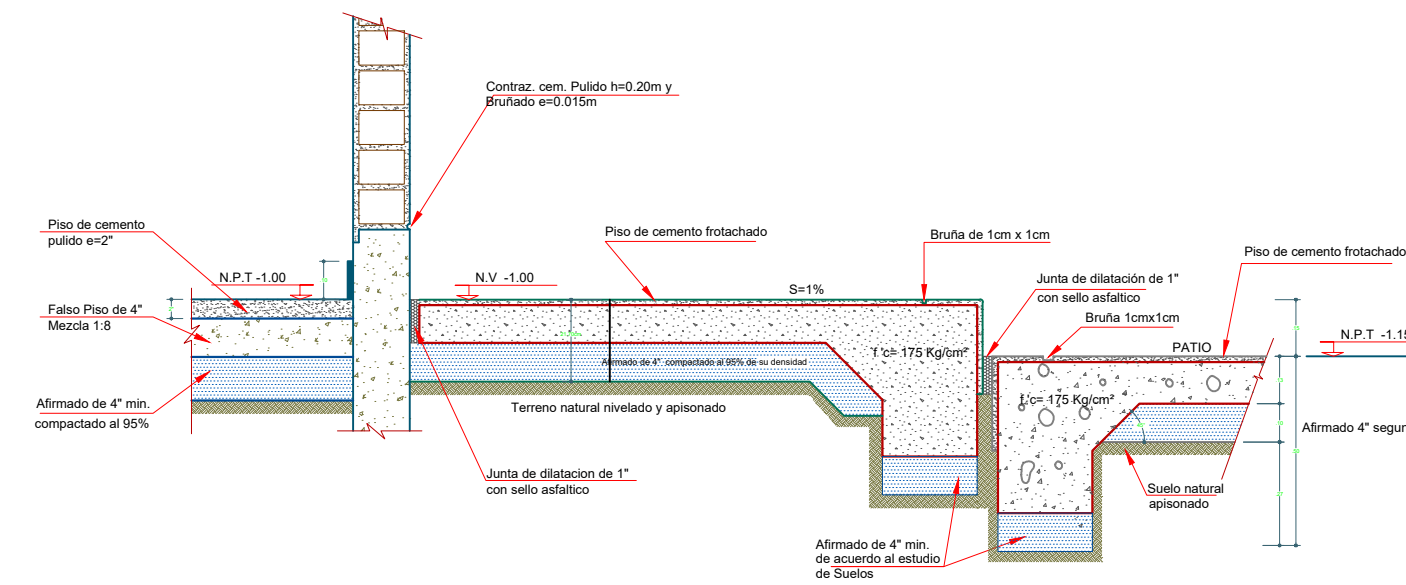 Contraz. cem. Pulido h=0.20m y
Bruñado e=0.015m
Piso de cemento
pulido e=2"
N.P.T -1.00
Falso Piso de 4"
Mezcla 1:8
Afirmado de 4" min.
compactado al 95%
N.V -1.00
Piso de cemento frotachado
S=1%
Bruña de 1cm x 1cm
Junta de dilatación de 1"
con sello asfaltico
Bruña 1cmx1cm
PATIO
Piso de cemento frotachado
N.P.T -1.15
Afirmado de 4" compactado al 95% de su densidad
f 'c= 175 Kg/cm²
f 'c= 175 Kg/cm²
Terreno natural nivelado y apisonado
Afirmado 4" segun
Junta de dilatacion de 1"
con sello asfaltico
Suelo natural
apisonado
Afirmado de 4" min.
de acuerdo al estudio
de Suelos